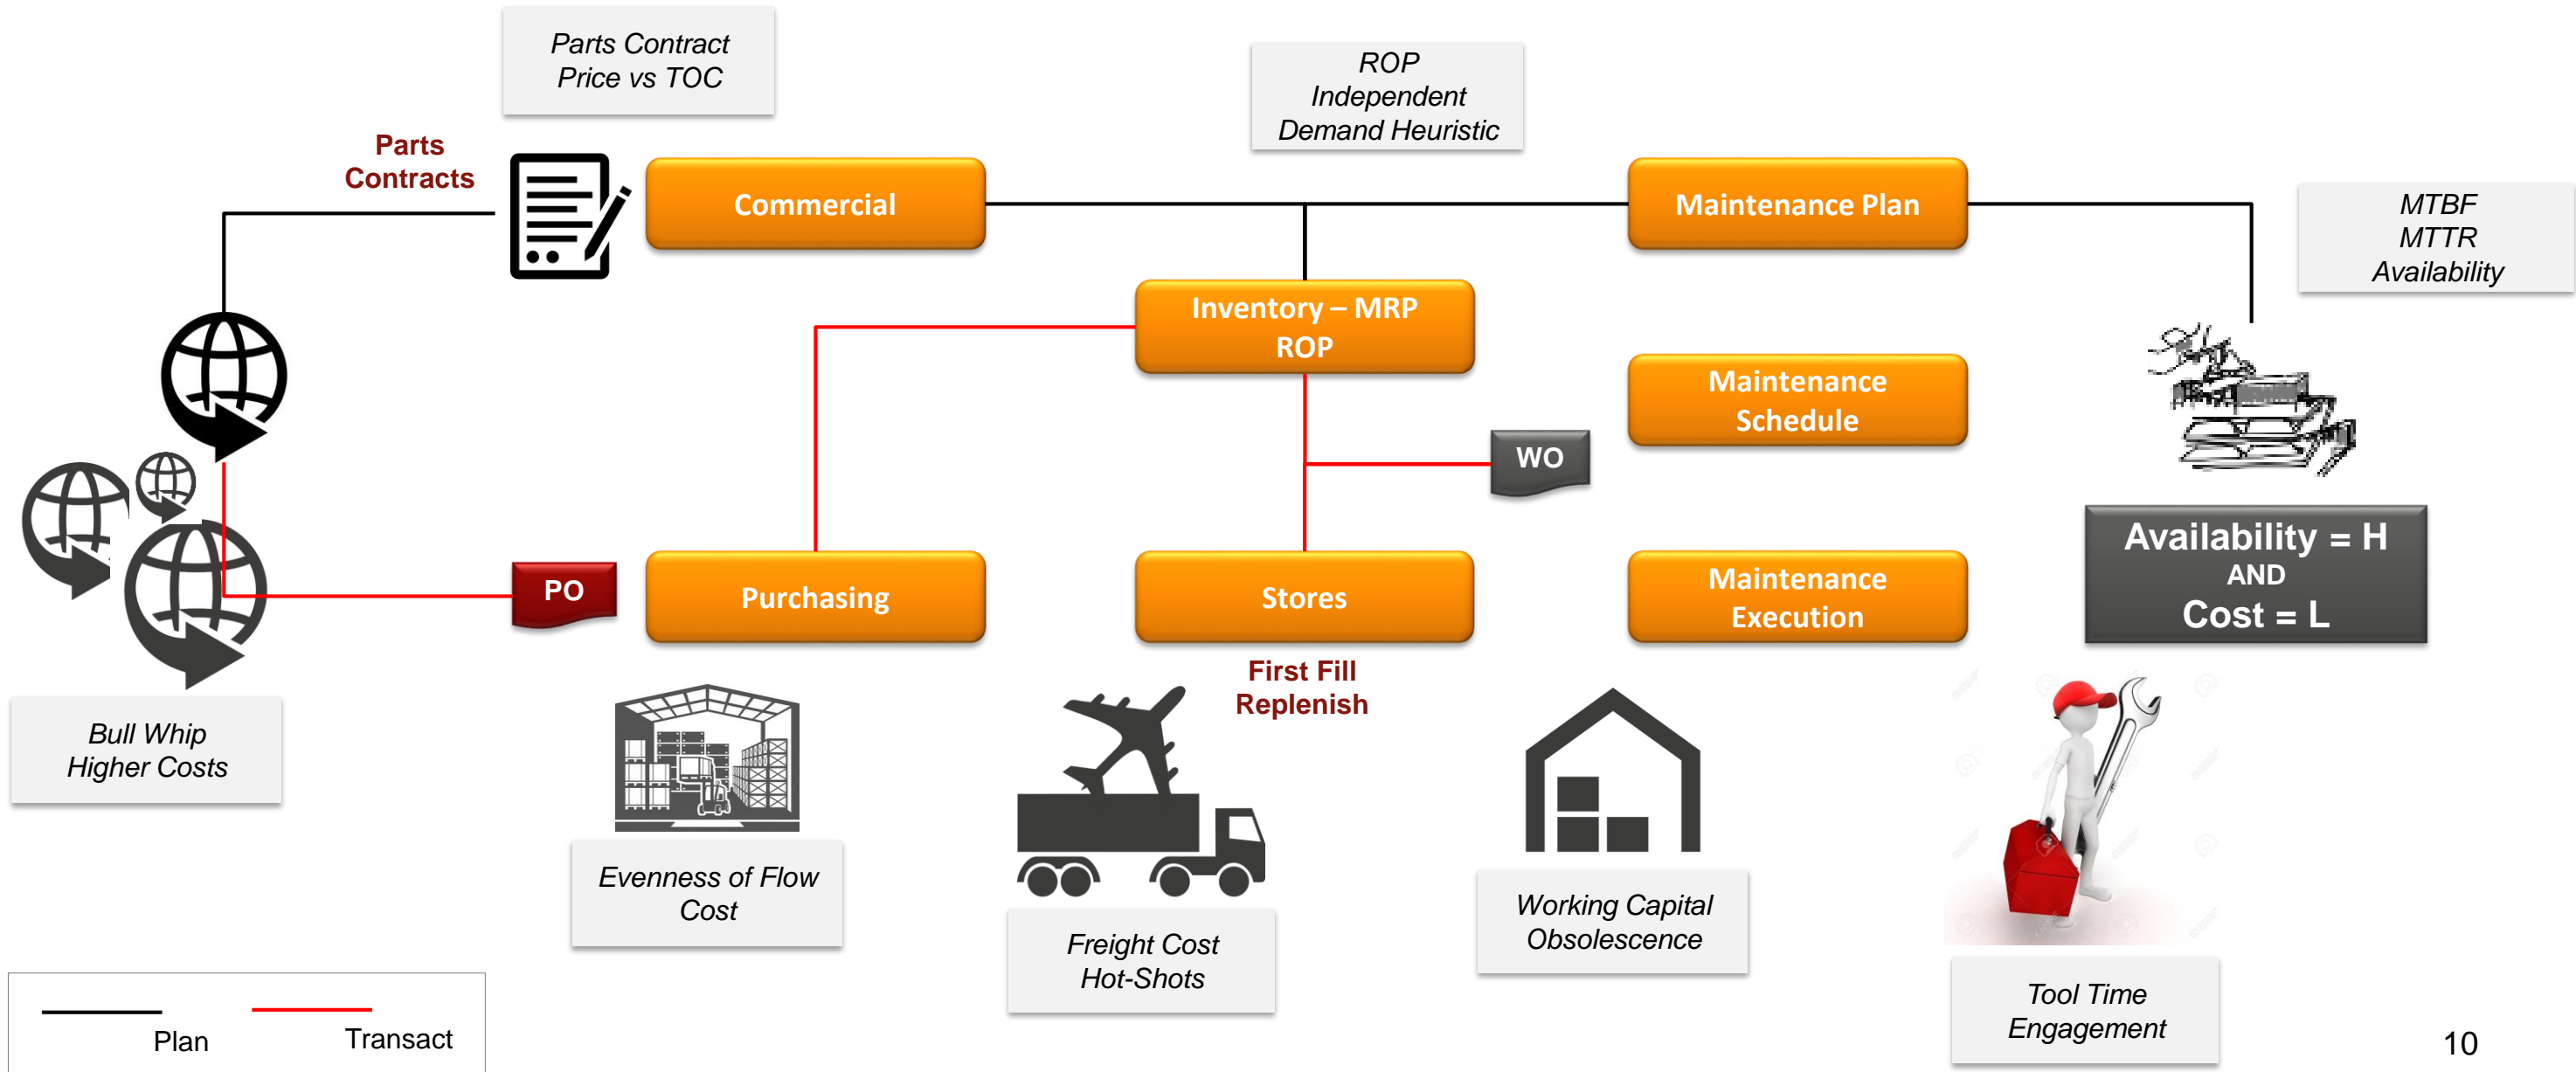 Parts Contract
Price vs TOC
ROP
Independent
Demand Heuristic
Parts
Contracts
Commercial
Maintenance Plan
MTBF
MTTR
Availability
Inventory – MRP
ROP
Maintenance
Schedule
WO
Availability = H
AND
Cost = L
PO
Purchasing
Stores
Maintenance
Execution
First Fill
Replenish
Bull Whip
Higher Costs
Evenness of Flow
Cost
Freight Cost
Hot-Shots
Working Capital
Obsolescence
Tool Time
Engagement
Plan
Transact
10